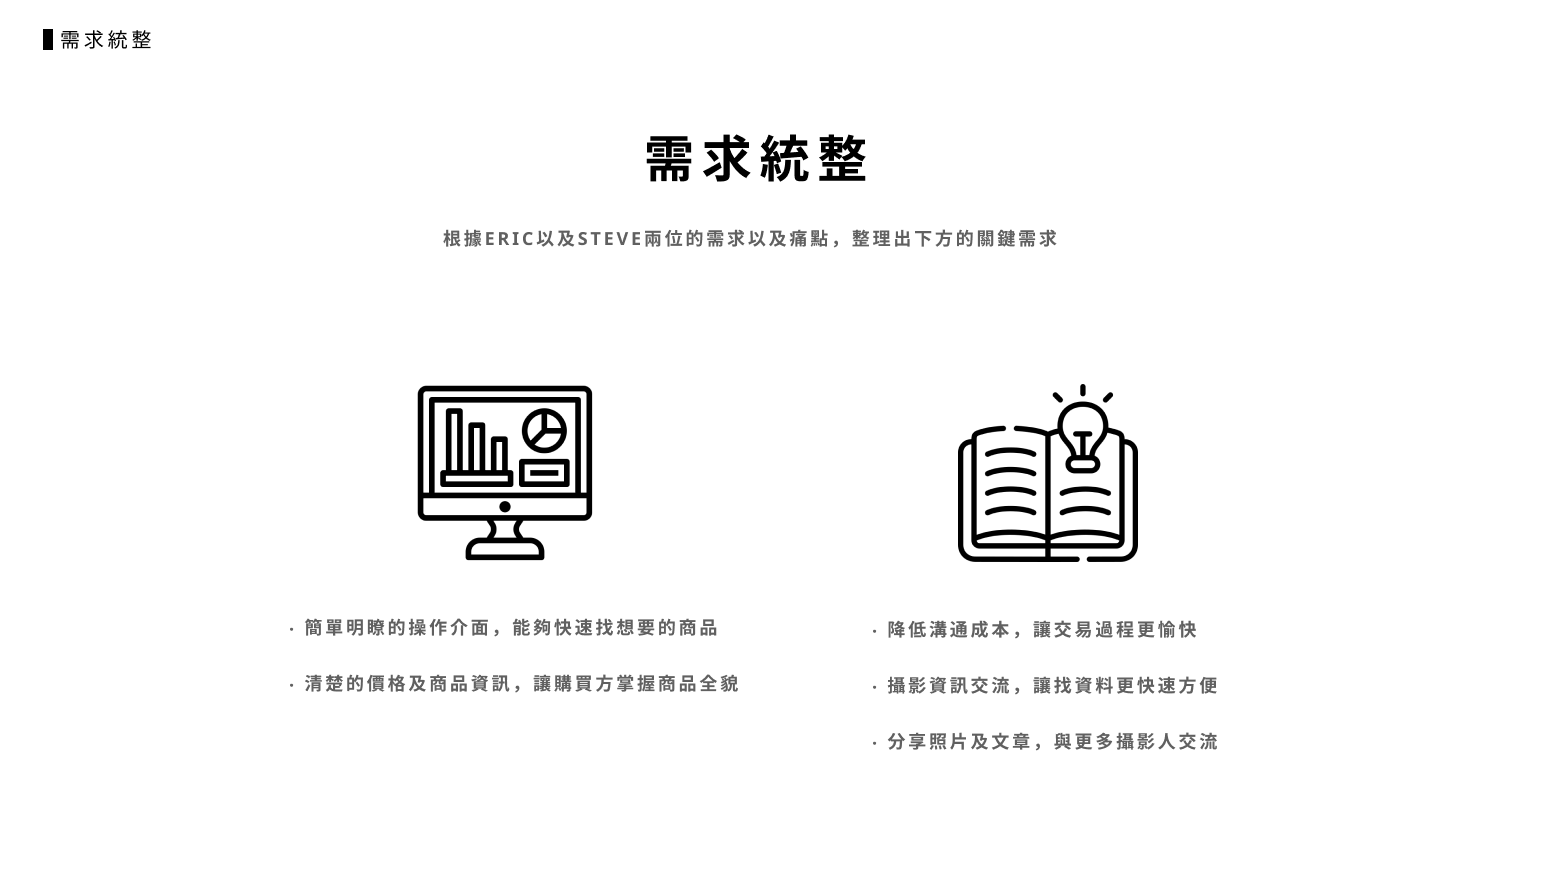 需求統整
需求統整
根據ERIC以及STEVE兩位的需求以及痛點，整理出下方的關鍵需求
· 簡單明瞭的操作介面，能夠快速找想要的商品
· 清楚的價格及商品資訊，讓購買方掌握商品全貌
· 降低溝通成本，讓交易過程更愉快
· 攝影資訊交流，讓找資料更快速方便
· 分享照片及文章，與更多攝影人交流